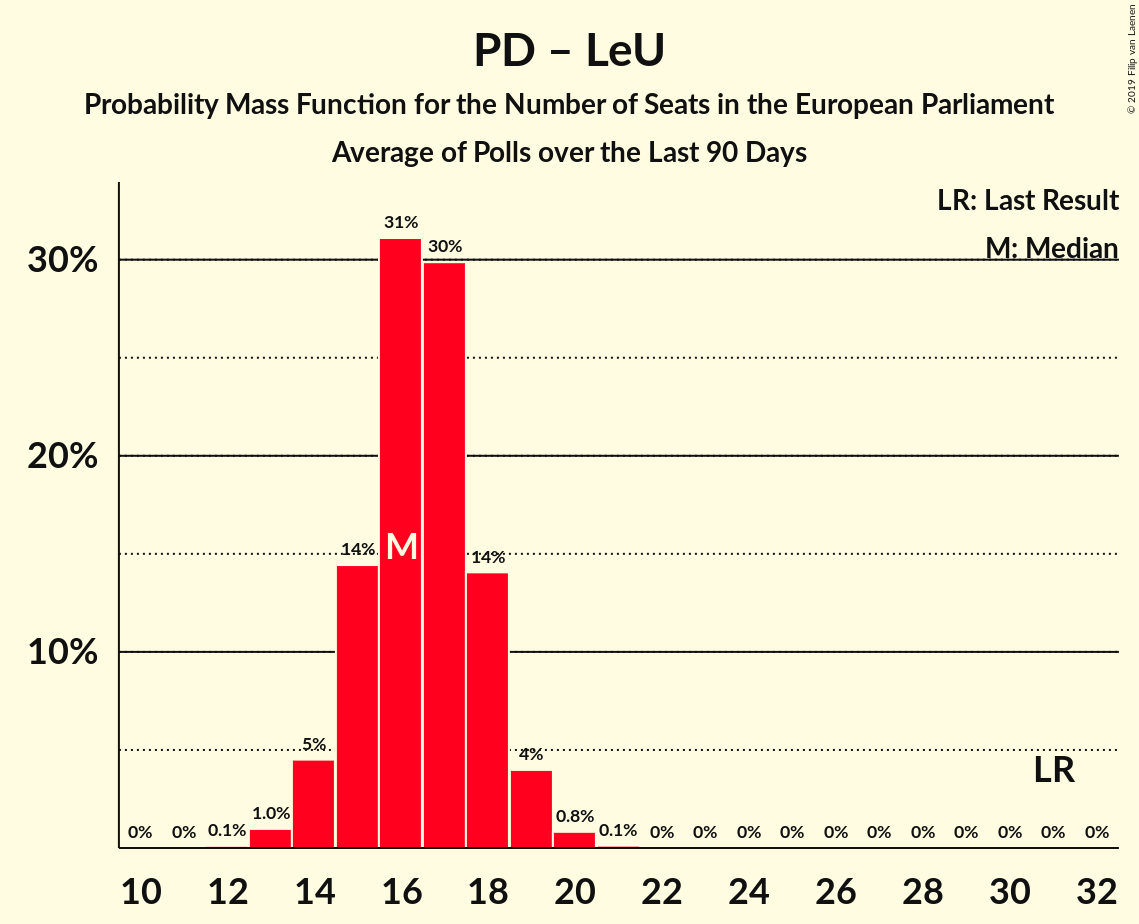 PD – LeU
Probability Mass Function for the Number of Seats in the European Parliament
Average of Polls over the Last 90 Days
© 2019 Filip van Laenen
LR: Last Result
M: Median
30%
20%
10%
0% 0% 0.1% 1.0% 5% 14% 31% 30% 14% 4% 0.8% 0.1% 0% 0% 0% 0% 0% 0% 0% 0% 0% 0% 0%
M
LR
10 12 14 16 18 20 22 24 26 28 30 32